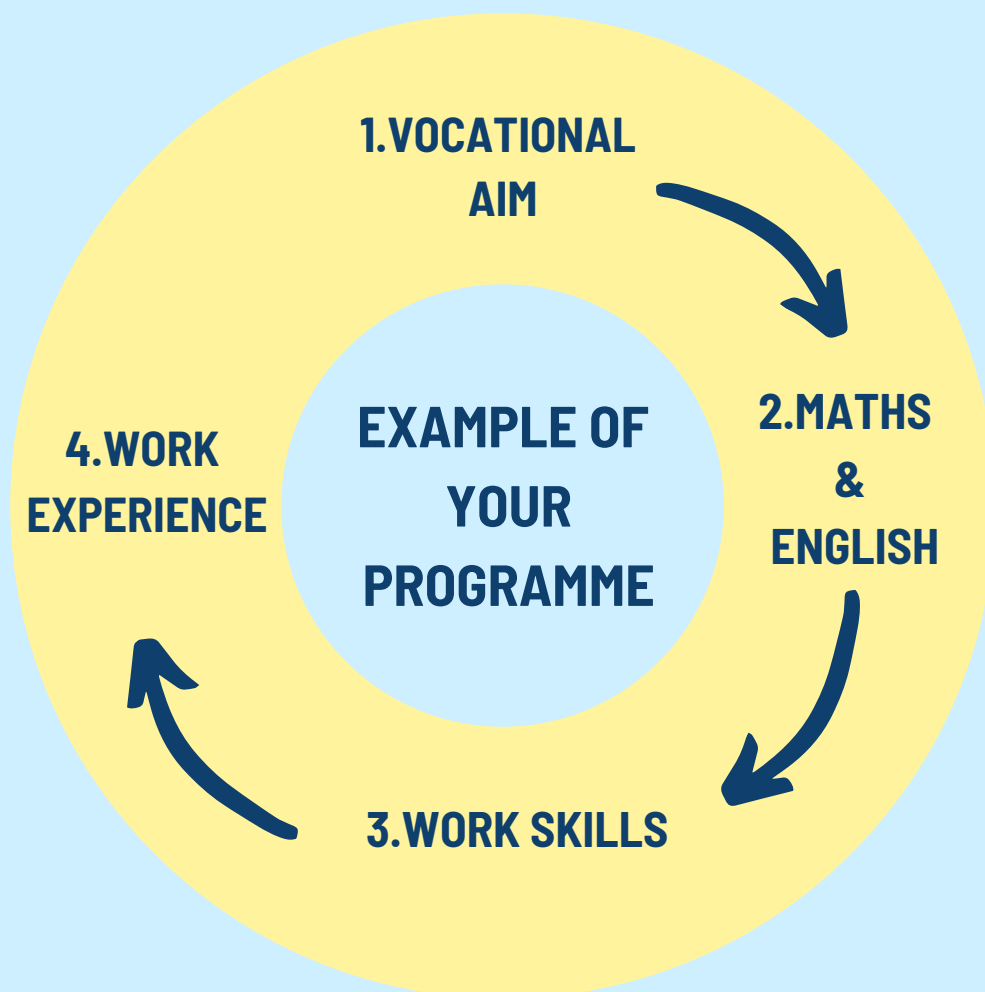 1.VOCATIONAL
AIM
2.MATHS
&
ENGLISH
3.WORK SKILLS
4.WORK
EXPERIENCE
EXAMPLE OF
YOUR
PROGRAMME